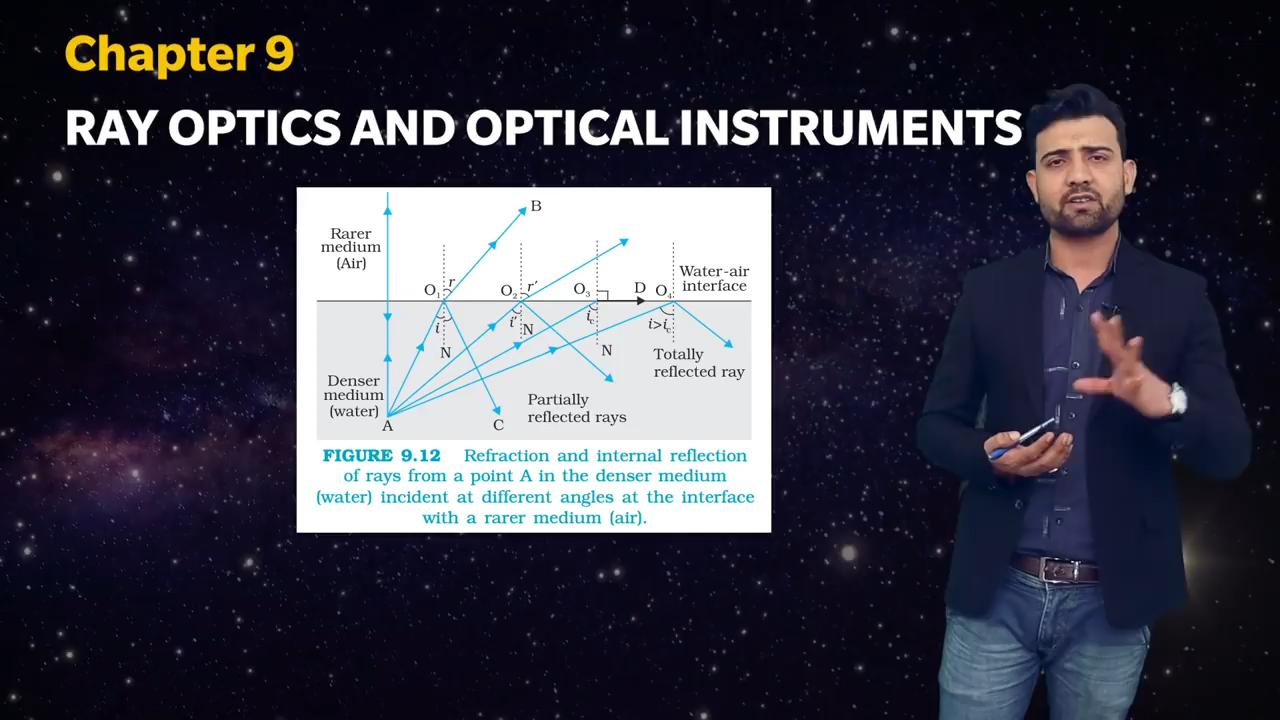 Chapter 9
RAY OPTICS AND OPTICAL INSTRUMENTS
B
Rarer
medium
(Air)
r
r'
Water-air
interface
O1
O2
O3
D
O4
i
i'
ic
i>ic
N
N
N
Totally
reflected ray
Denser
medium
(water)
Partially
reflected rays
A
C
FIGURE 9.12 Refraction and internal reflection
of rays from a point A in the denser medium
(water) incident at different angles at the interface
with a rarer medium (air).